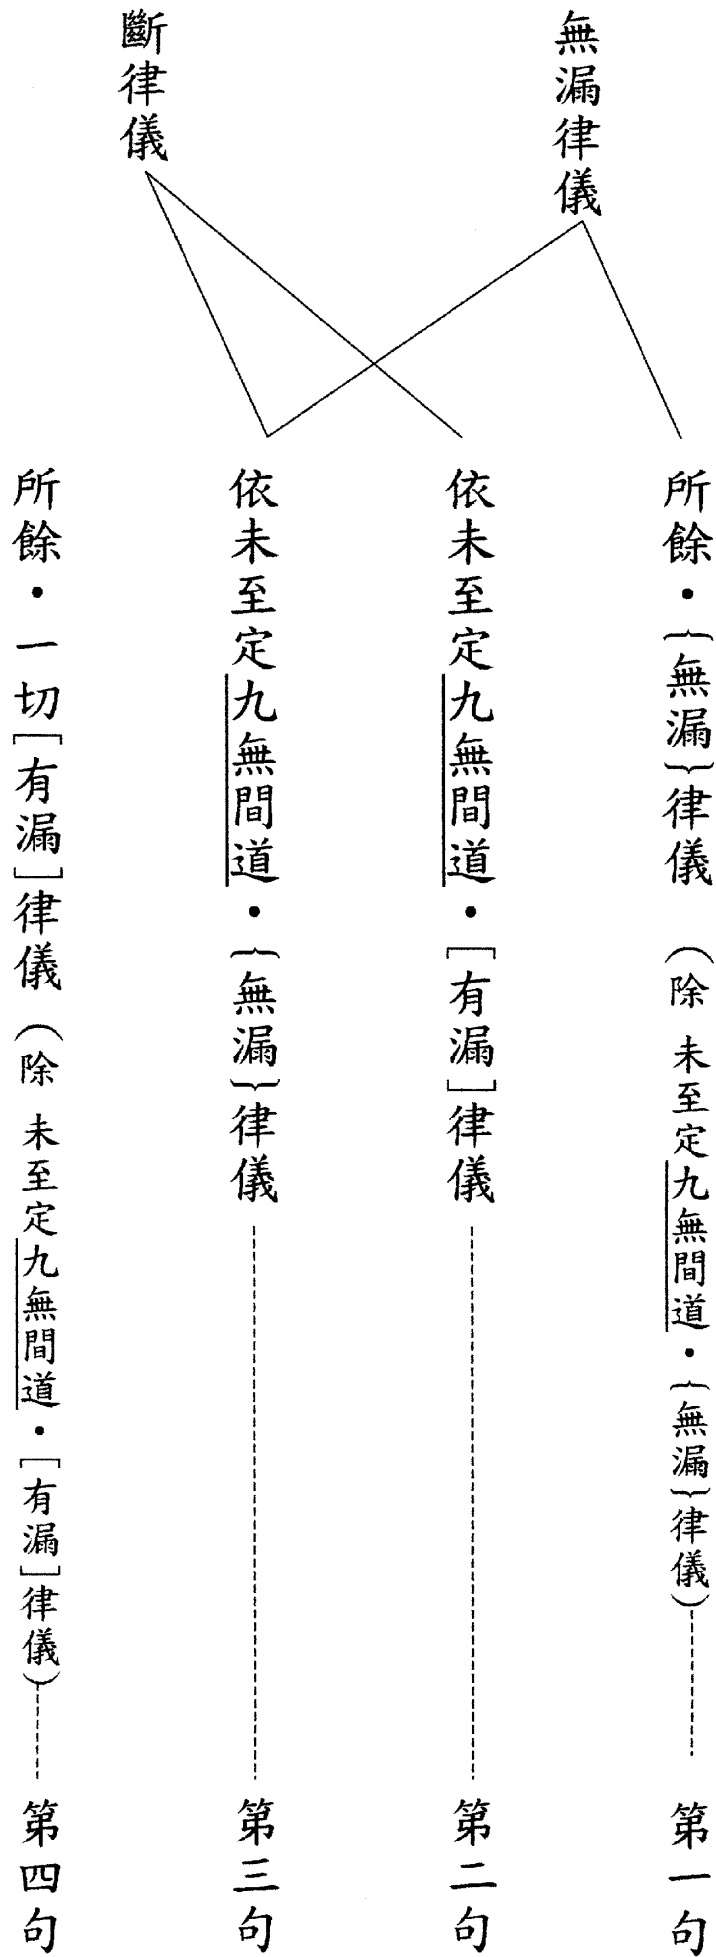 無漏律儀
斷律儀
所餘・{無漏}律儀（除 未至定九無間道・{無漏}律儀）
第一句
依未至定九無間道・[有漏]律儀
第二句
依未至定九無間道・{無漏}律儀
第三句
所餘・一切[有漏]律儀（除 未至定九無間道・[有漏]律儀）
第四句